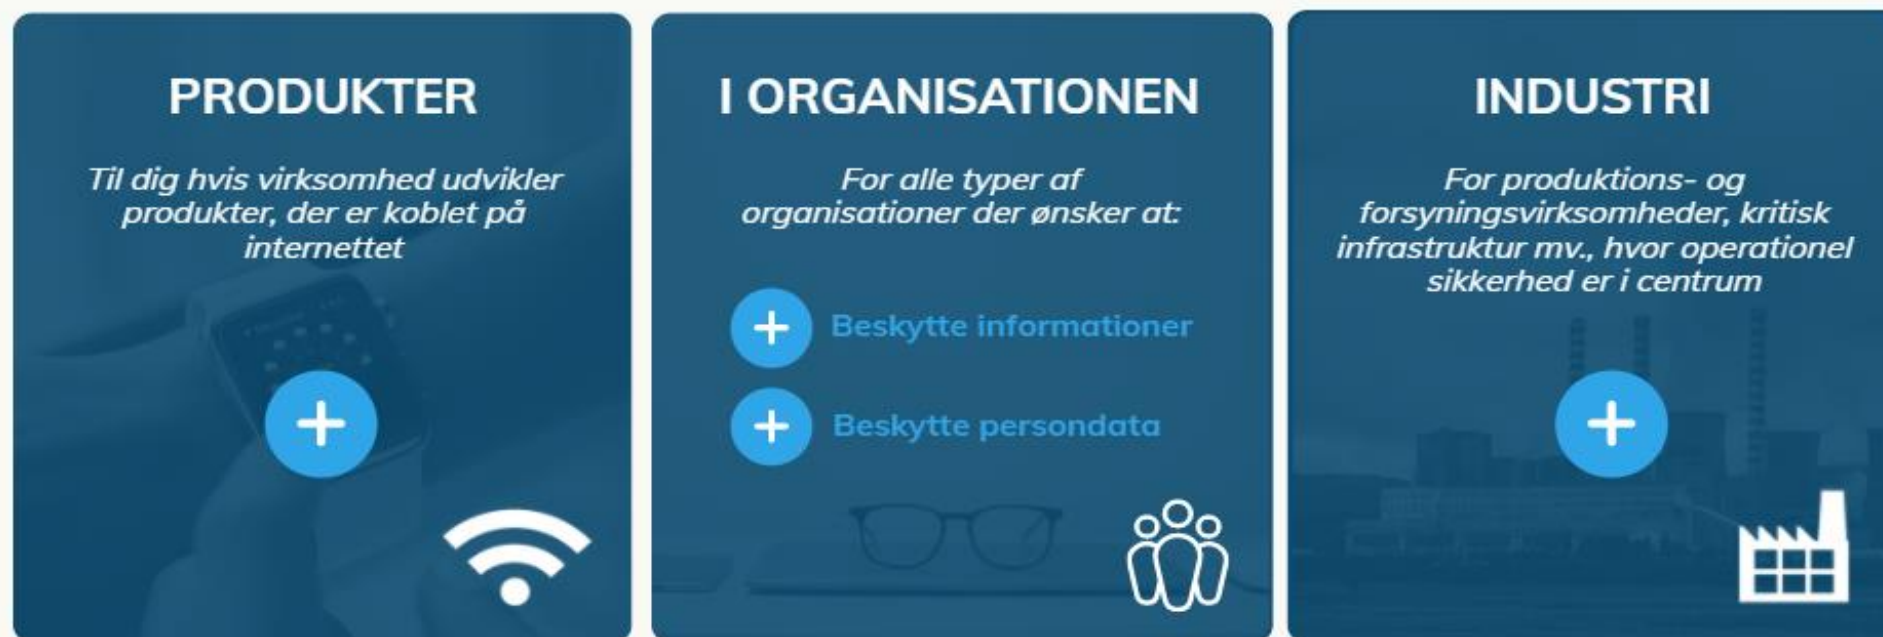 PRODUKTER
Til dig hvis virksomhed udvikler
produkter, der er koblet på
internettet
I ORGANISATIONEN
For alle typer af
organisationer der ønsker at:
Beskytte informationer
Beskytte persondata
INDUSTRI
For produktions- og
forsyningsvirksomheder, kritisk
infrastruktur mv., hvor operationel
sikkerhed er i centrum